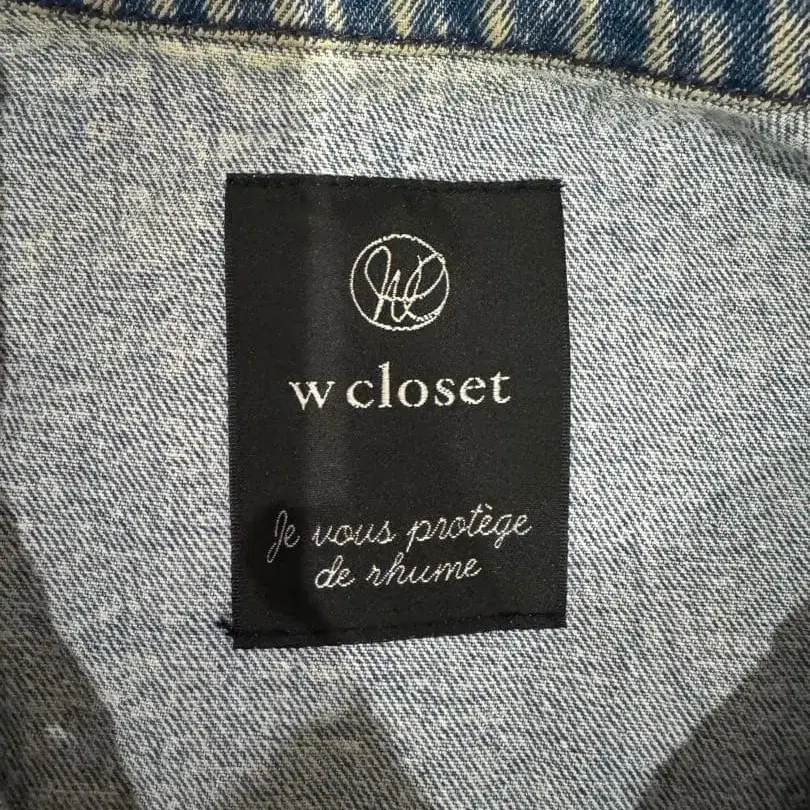 w closet
Je vous protège
de rhume